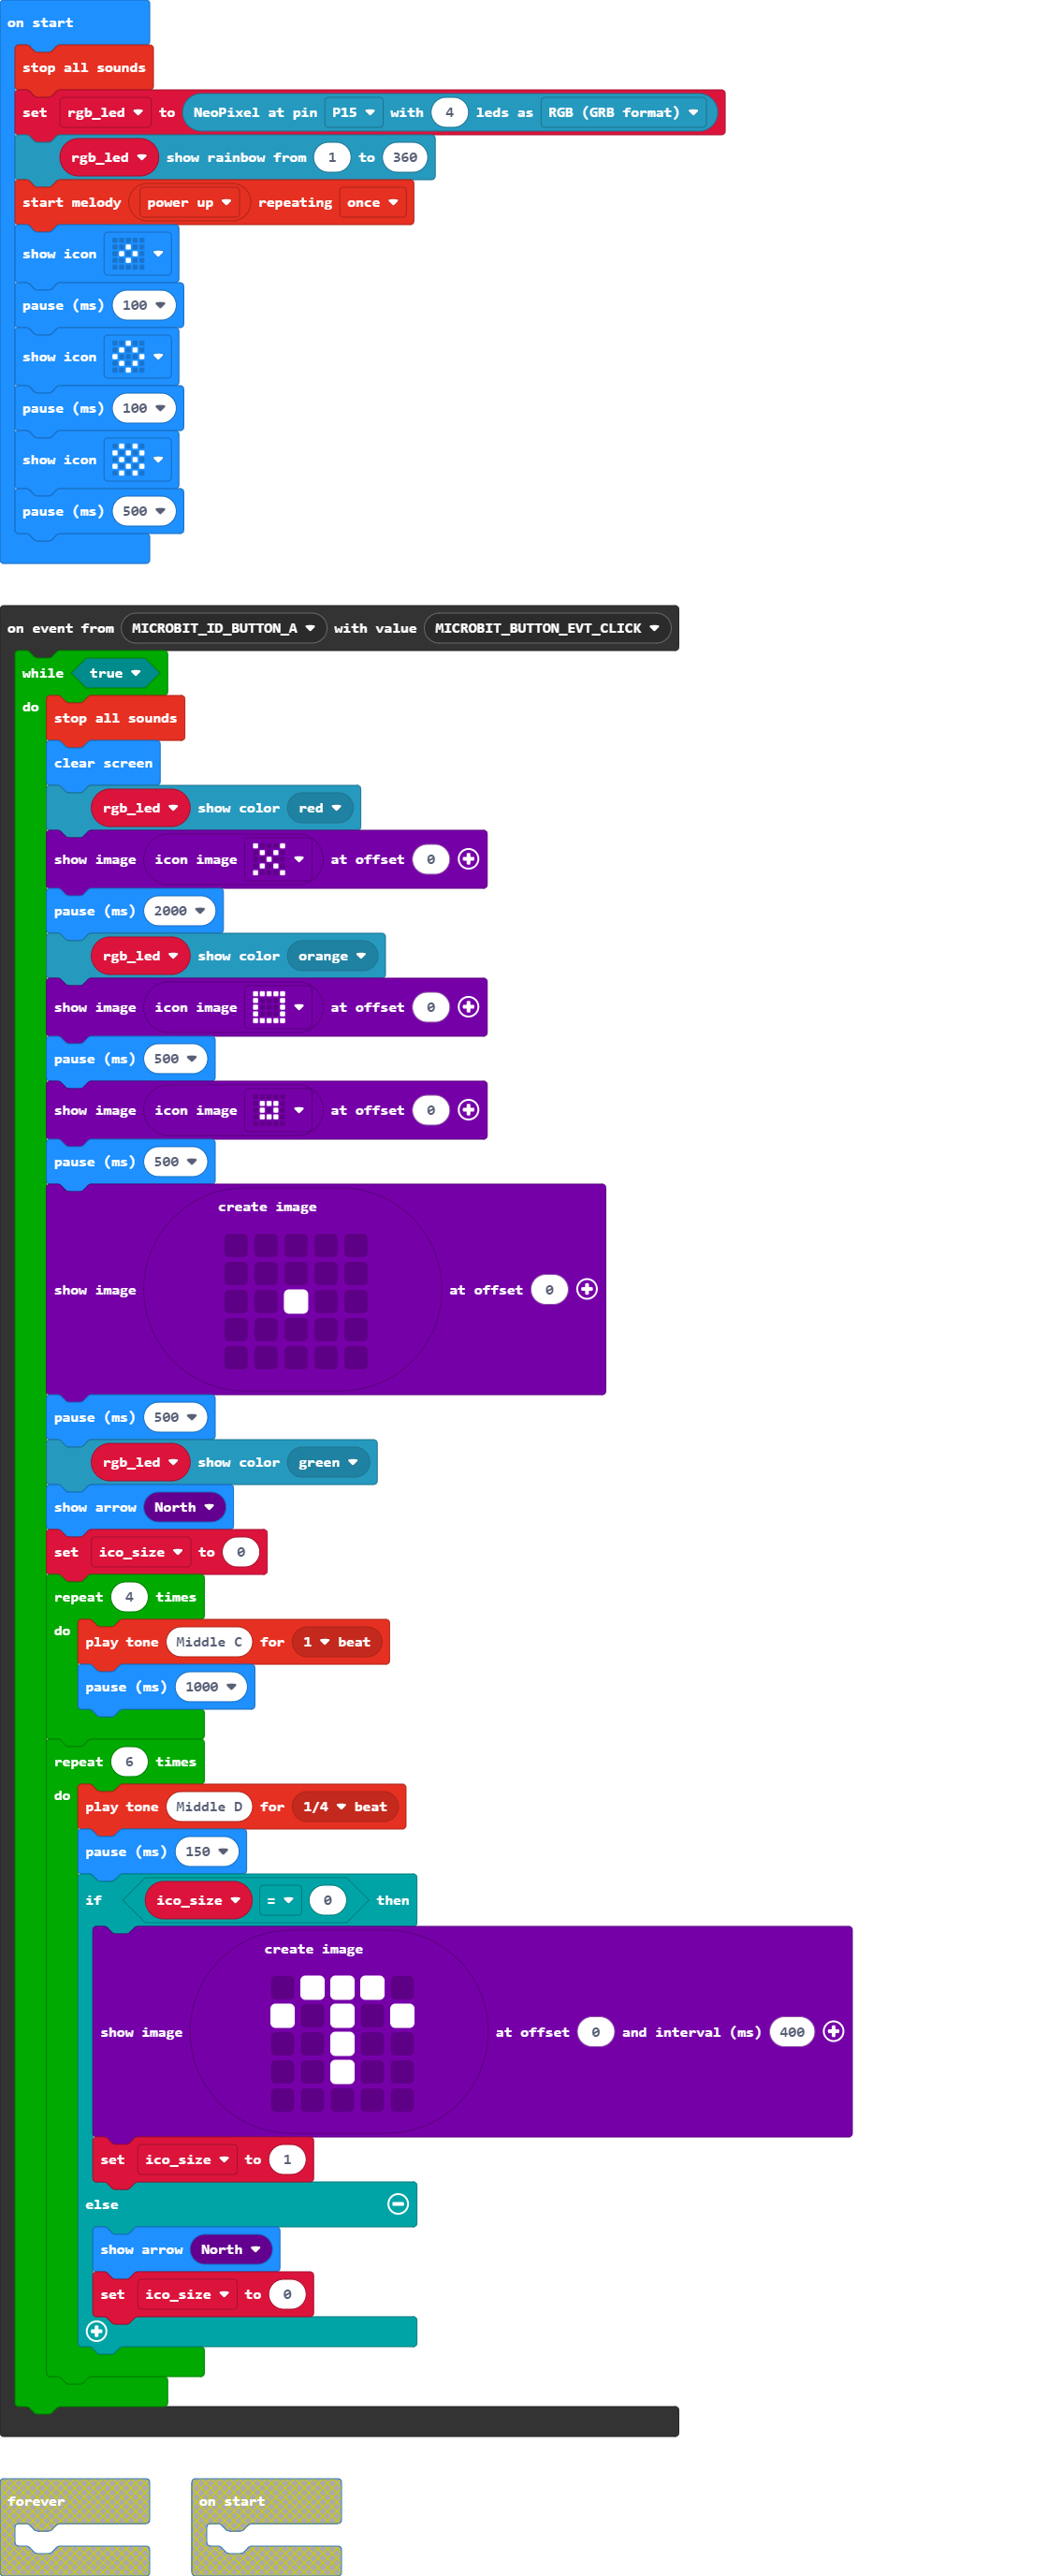 on start
stop all sounds
set rgb_led to NeoPixel at pin P15 with 4 leds as RGB (GRB format)
rgb_led show rainbow from 1 to 360
start melody power up repeating once
show icon
pause (ms) 100
show icon
pause (ms) 100
show icon
pause (ms) 500
on event from MICROBIT_ID_BUTTON_A with value MICROBIT_BUTTON_EVT_CLICK
while true
do
stop all sounds
clear screen
rgb_led show color red
show image icon image at offset 0
pause (ms) 2000
rgb_led show color orange
show image icon image at offset 0
pause (ms) 500
show image icon image at offset 0
pause (ms) 500
create image
show image at offset 0
pause (ms) 500
rgb_led show color green
show arrow North
set ico_size to 0
repeat 4 times
do
play tone Middle C for 1 beat
pause (ms) 1000
repeat 6 times
do
play tone Middle D for 1/4 beat
pause (ms) 150
if ico_size = 0 then
create image
show image at offset 0 and interval (ms) 400
set ico_size to 1
else
show arrow North
set ico_size to 0
forever on start